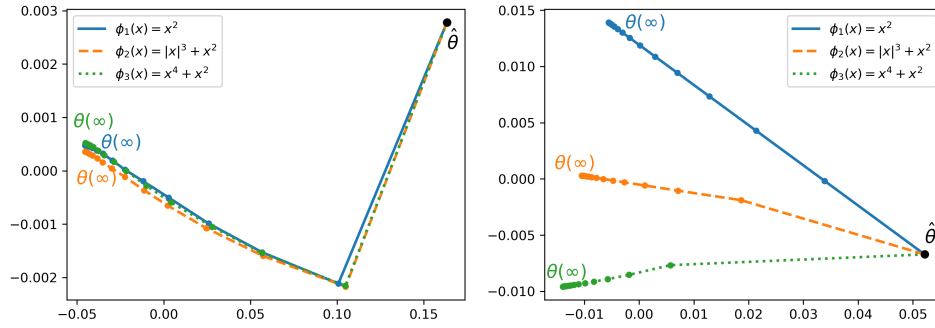 0.003
0.002
0.001
0.000
−0.001
−0.002
−0.05
0.00
0.05
0.10
0.15
ϕ₁(x) = x²
ϕ₂(x) = |x|³ + x²
ϕ₃(x) = x⁴ + x²
θ(∞)
θ(∞)
θ(∞)
θ̂
0.015
0.010
0.005
0.000
−0.005
−0.010
−0.01
0.00
0.01
0.02
0.03
0.04
0.05
ϕ₁(x) = x²
ϕ₂(x) = |x|³ + x²
ϕ₃(x) = x⁴ + x²
θ(∞)
θ(∞)
θ(∞)
θ̂